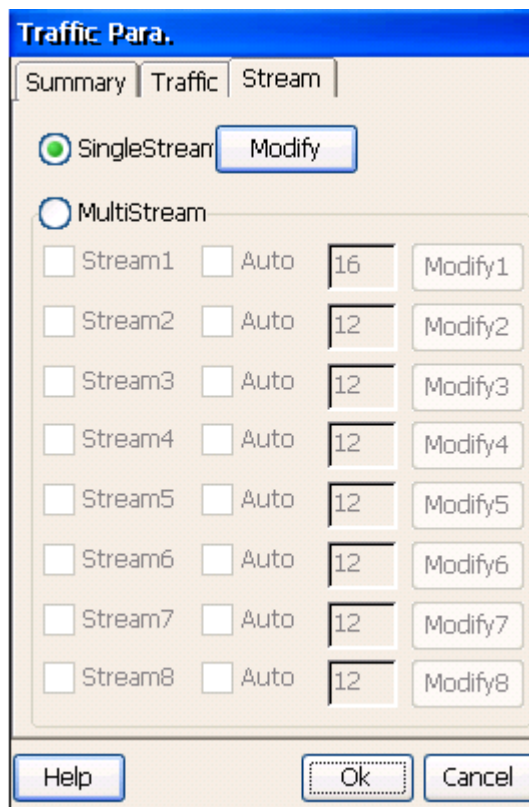 Traffic Para.
Summary Traffic Stream
SingleStream Modify
MultiStream
Stream1 Auto 16 Modify1
Stream2 Auto 12 Modify2
Stream3 Auto 12 Modify3
Stream4 Auto 12 Modify4
Stream5 Auto 12 Modify5
Stream6 Auto 12 Modify6
Stream7 Auto 12 Modify7
Stream8 Auto 12 Modify8
Help Ok Cancel